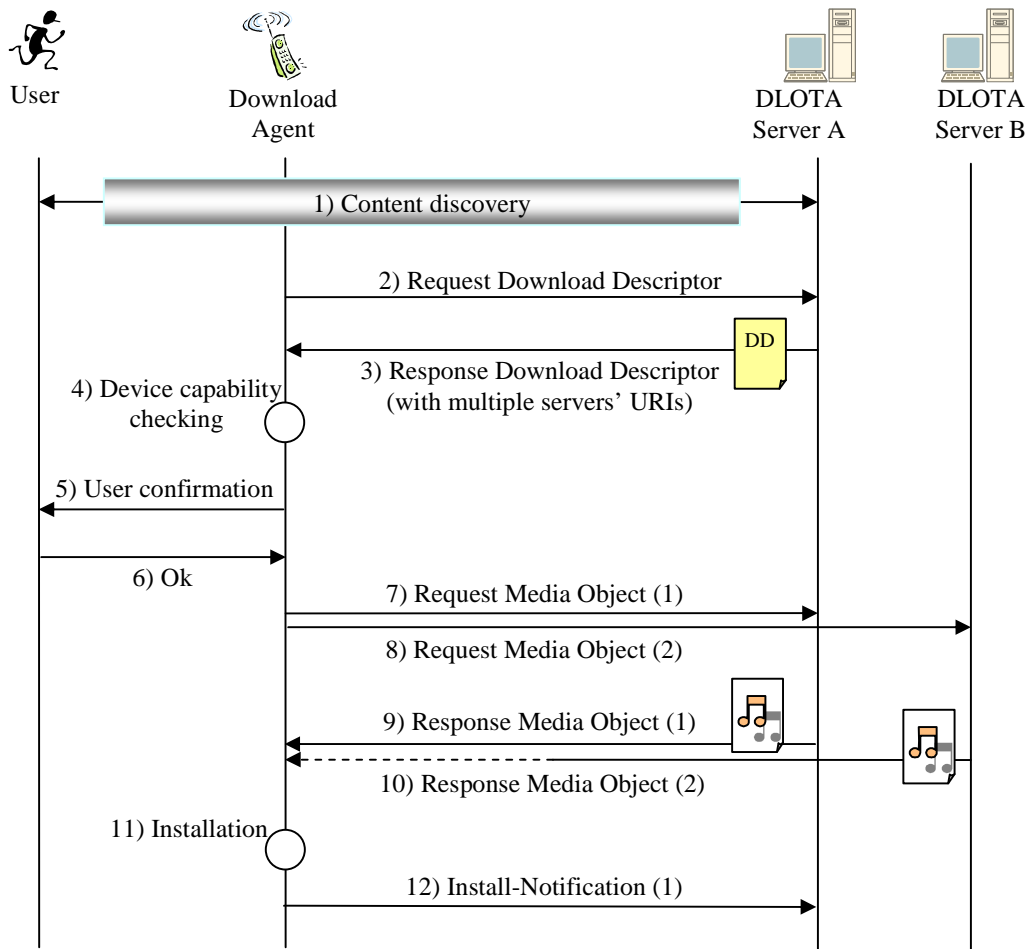 User
Download
Agent
DLOTA
Server A
DLOTA
Server B
1) Content discovery
2) Request Download Descriptor
DD
3) Response Download Descriptor
(with multiple servers’ URIs)
4) Device capability
checking
5) User confirmation
6) Ok
7) Request Media Object (1)
8) Request Media Object (2)
9) Response Media Object (1)
10) Response Media Object (2)
11) Installation
12) Install-Notification (1)